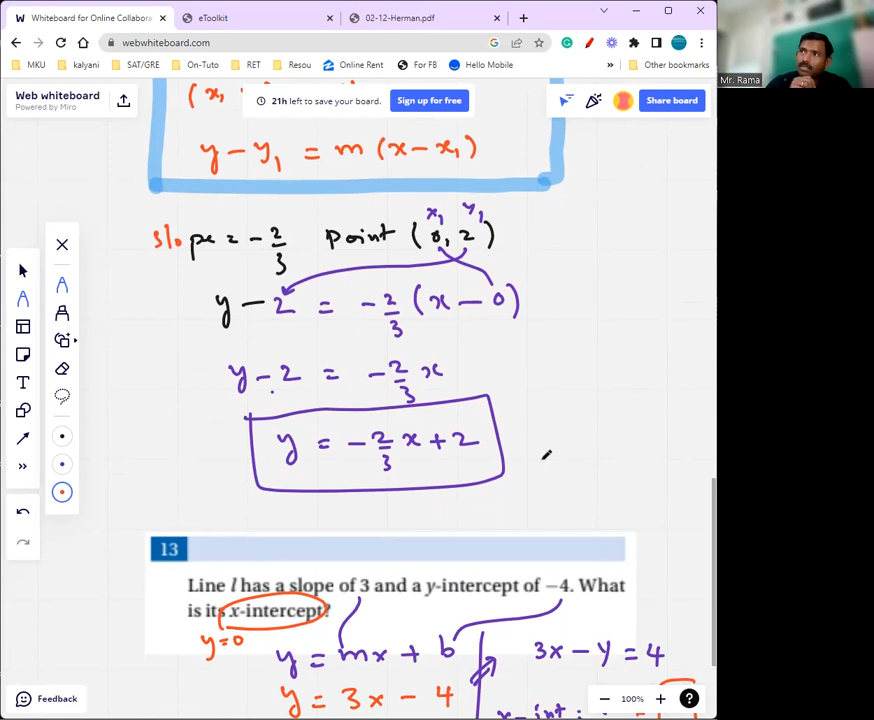 Whiteboard for Online Collabora
eToolkit
02-12-Herman.pdf
webwhiteboard.com
MKU
kalyani
SAT/GRE
On-Tuto
RET
Resou
Online Rent
For FB
Hello Mobile
Other bookmarks
Mr. Rama
Web whiteboard
Powered by Miro
21h left to save your board.
Sign up for free
Share board
(x₁
y - y₁ = m (x - x₁)
x₁ y₁
slope = -2/3 point (0, 2)
y - 2 = -2/3 (x - 0)
y - 2 = -2/3 x
y = -2/3 x + 2
13
Line l has a slope of 3 and a y-intercept of −4. What
is its x-intercept?
y=0
y = mx + b
3x - y = 4
y = 3x - 4
x-int :
Feedback
100%
?